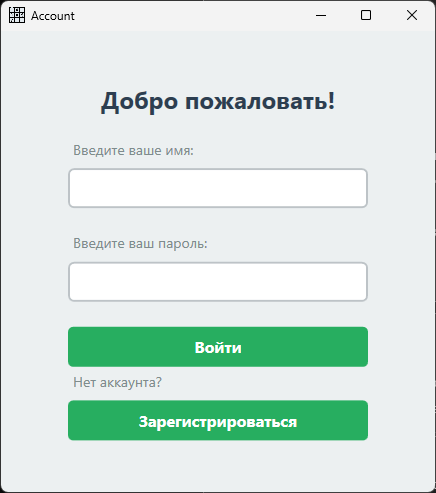 Account
Добро пожаловать!
Введите ваше имя:
Введите ваш пароль:
Войти
Нет аккаунта?
Зарегистрироваться